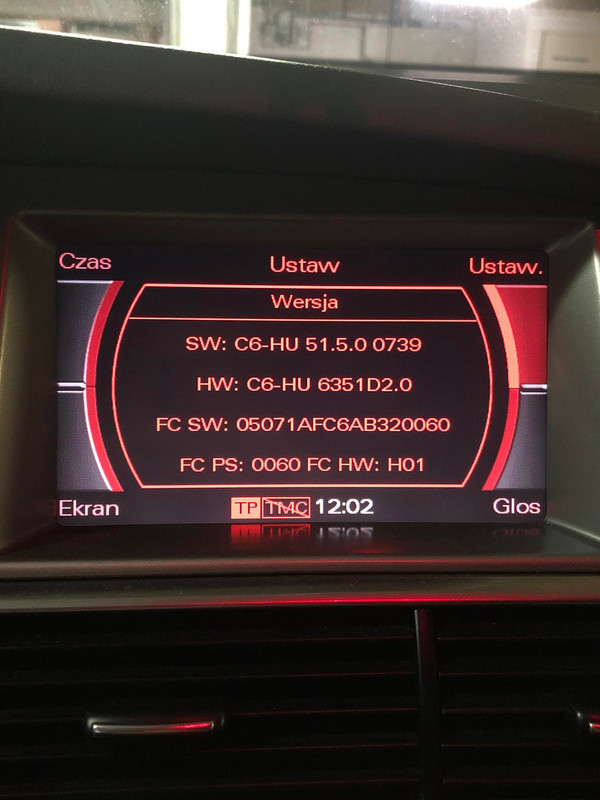 Czas Ustaw Ustaw.
Wersja
SW: C6-HU 51.5.0 0739
HW: C6-HU 6351D2.0
FC SW: 05071AFC6AB320060
FC PS: 0060 FC HW: H01
Ekran TP TMC 12:02 Glos